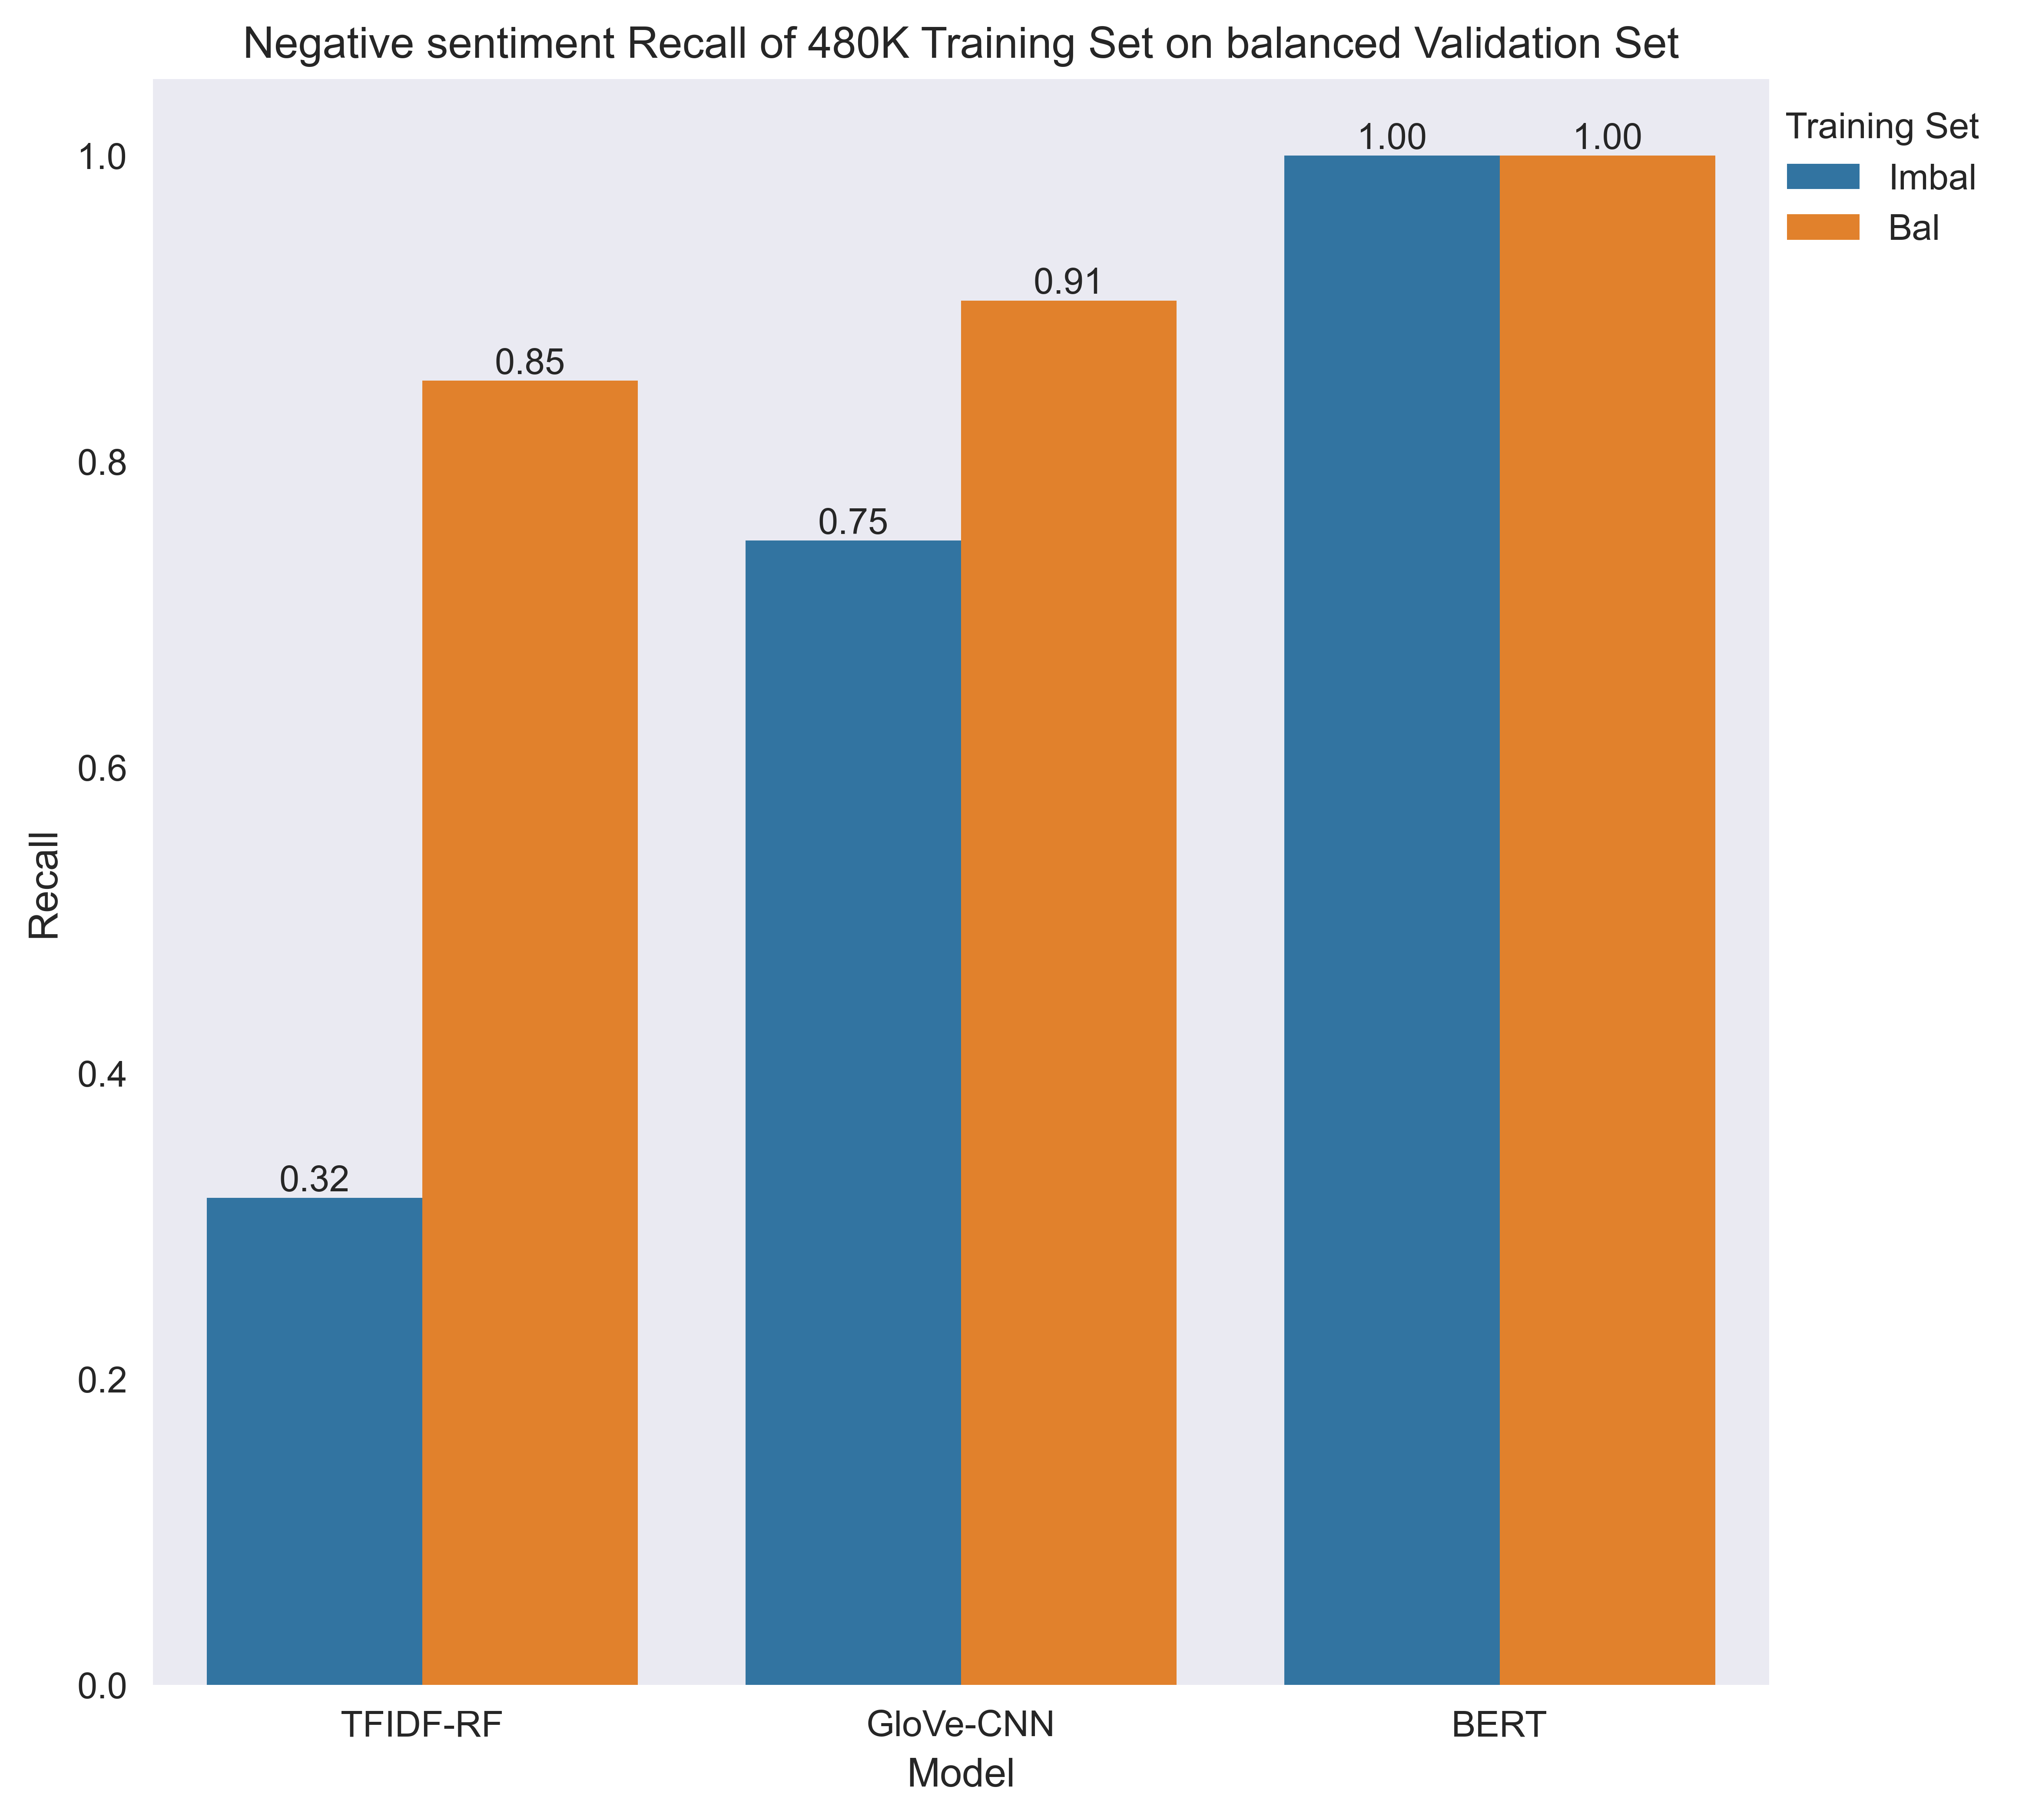 Negative sentiment Recall of 480K Training Set on balanced Validation Set
Training Set
Imbal
Bal
1.00
1.00
0.91
0.85
0.75
0.32
1.0
0.8
0.6
0.4
0.2
0.0
Recall
TFIDF-RF
GloVe-CNN
BERT
Model